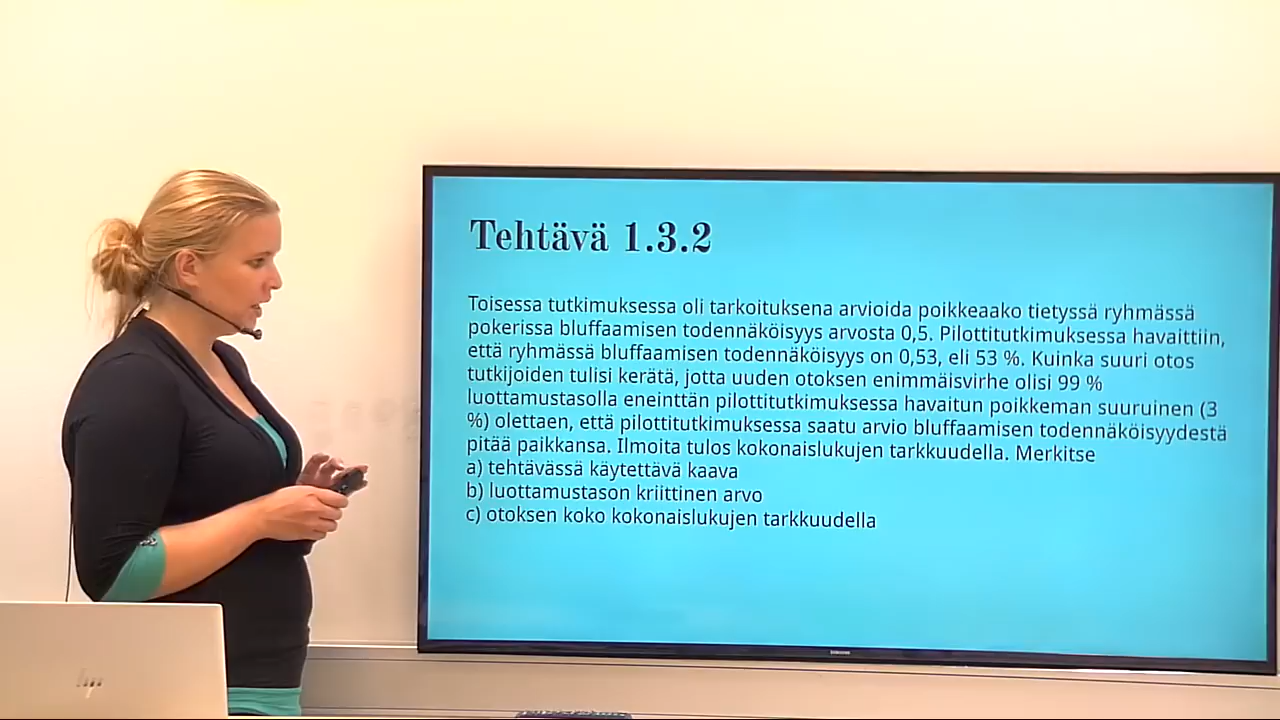 Tehtävä 1.3.2
Toisessa tutkimuksessa oli tarkoituksena arvioida poikkeaako tietyssä ryhmässä
pokerissa bluffaamisen todennäköisyys arvosta 0,5. Pilottitutkimuksessa havaittiin,
että ryhmässä bluffaamisen todennäköisyys on 0,53, eli 53 %. Kuinka suuri otos
tutkijoiden tulisi kerätä, jotta uuden otoksen enimmäisvirhe olisi 99 %
luottamustasolla eneinttän pilottitutkimuksessa havaitun poikkeman suuruinen (3
%) olettaen, että pilottitutkimuksessa saatu arvio bluffaamisen todennäköisyydestä
pitää paikkansa. Ilmoita tulos kokonaislukujen tarkkuudella. Merkitse
a) tehtävässä käytettävä kaava
b) luottamustason kriittinen arvo
c) otoksen koko kokonaislukujen tarkkuudella
SAMSUNG
hp